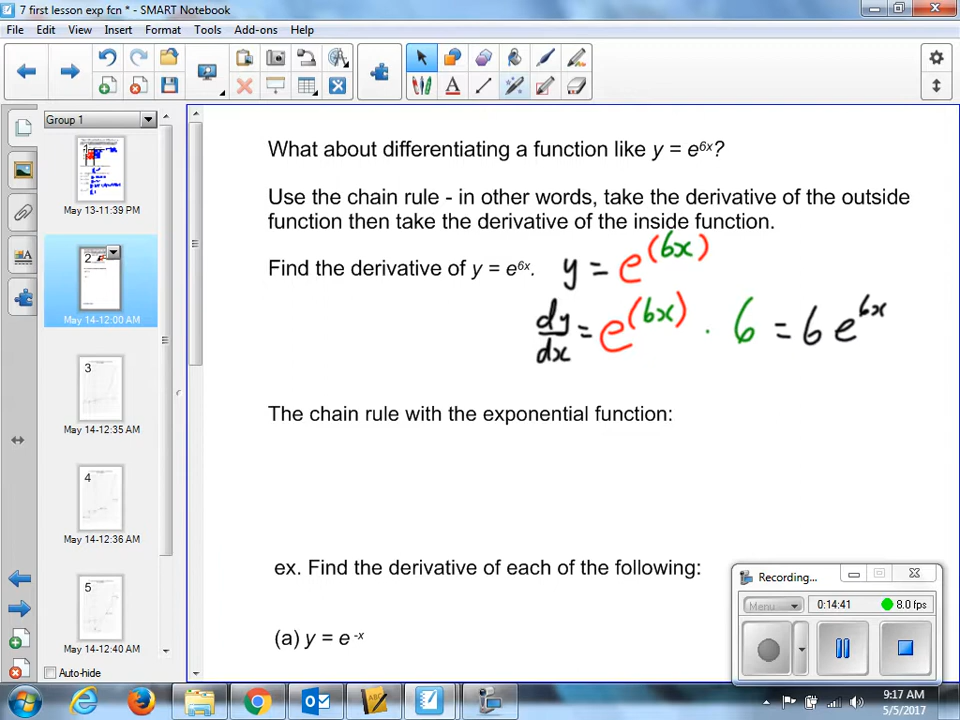 7 first lesson exp fcn * - SMART Notebook
File Edit View Insert Format Tools Add-ons Help
Group 1
1
May 13-11:39 PM
2
May 14-12:00 AM
3
May 14-12:35 AM
4
May 14-12:36 AM
5
May 14-12:40 AM
Auto-hide
What about differentiating a function like y = e^6x?
Use the chain rule - in other words, take the derivative of the outside
function then take the derivative of the inside function.
Find the derivative of y = e^6x. y = e^(6x)
dy/dx = e^(6x) · 6 = 6e^6x
The chain rule with the exponential function:
ex. Find the derivative of each of the following:
(a) y = e^-x
Recording...
Menu 0:14:41 8.0 fps
9:17 AM
5/5/2017